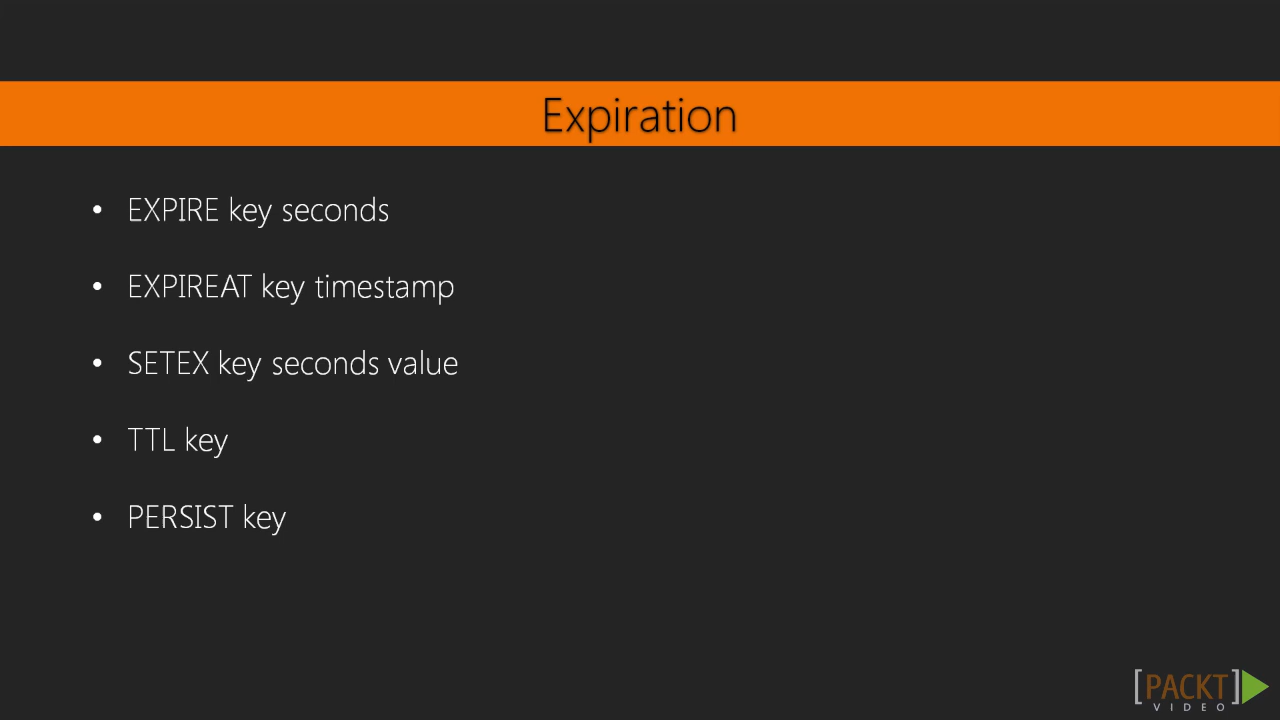 Expiration
• EXPIRE key seconds
• EXPIREAT key timestamp
• SETEX key seconds value
• TTL key
• PERSIST key
[PACKT]
VIDEO